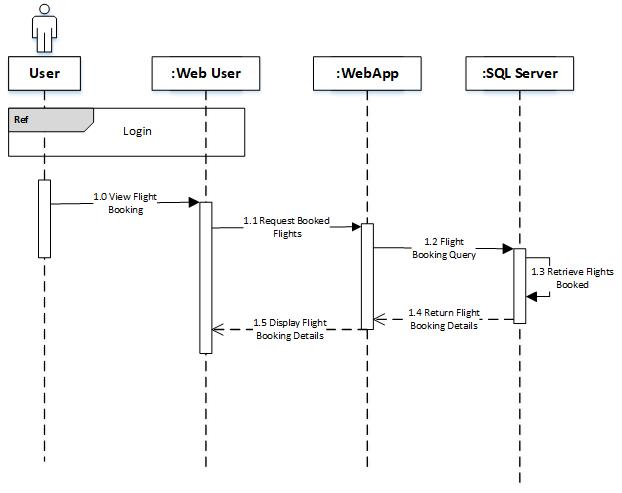 User
:Web User
:WebApp
:SQL Server
Ref
Login
1.0 View Flight
Booking
1.1 Request Booked
Flights
1.2 Flight
Booking Query
1.3 Retrieve Flights
Booked
1.4 Return Flight
Booking Details
1.5 Display Flight
Booking Details